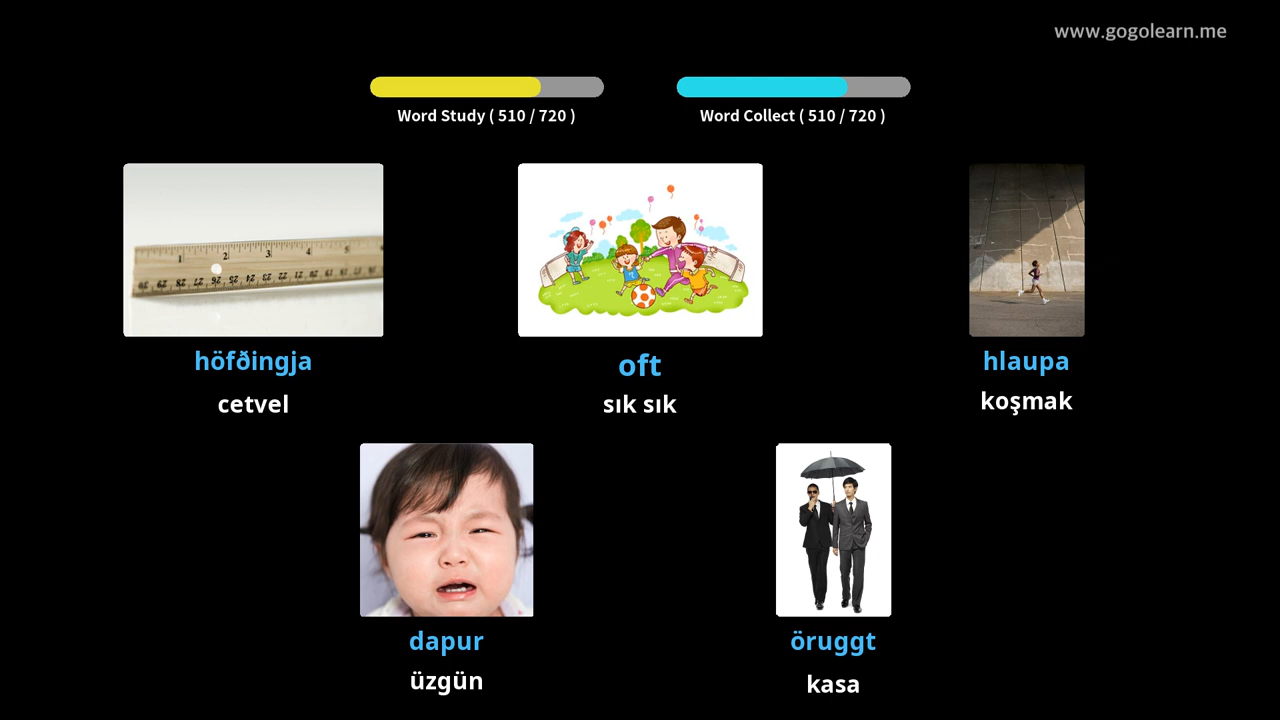 www.gogolearn.me
Word Study ( 510 / 720 )
Word Collect ( 510 / 720 )
höfðingja
cetvel
oft
sık sık
hlaupa
koşmak
dapur
üzgün
öruggt
kasa